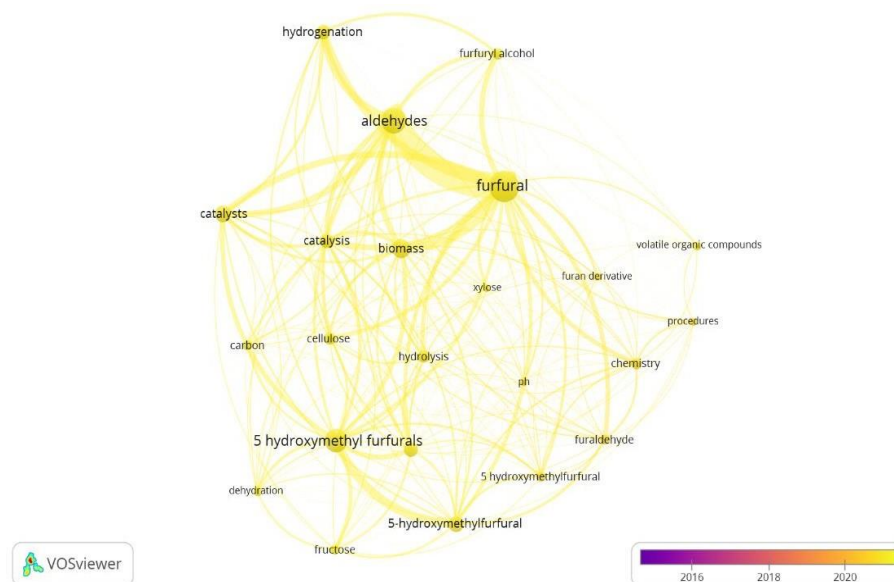 hydrogenation
furfuryl alcohol
aldehydes
furfural
catalysts
catalysis
biomass
volatile organic compounds
furan derivative
xylose
procedures
carbon
cellulose
hydrolysis
chemistry
ph
5 hydroxymethyl furfurals
furaldehyde
5 hydroxymethylfurfural
dehydration
5-hydroxymethylfurfural
fructose
VOSviewer
2016 2018 2020